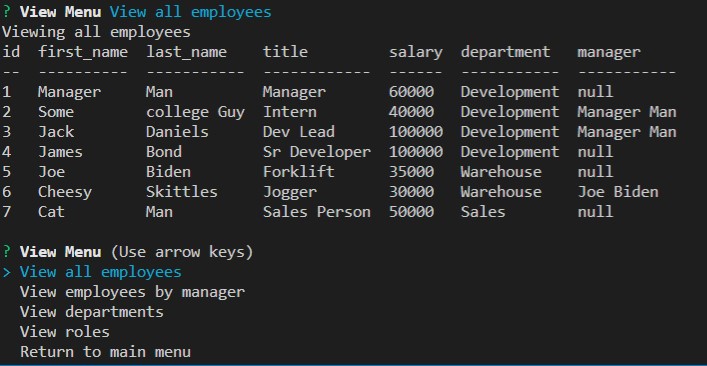 ? View Menu View all employees
Viewing all employees
id  first_name  last_name    title         salary  department   manager
--  ----------  -----------  ------------  ------  -----------  -----------
1   Manager     Man          Manager       60000   Development  null
2   Some        college Guy  Intern        40000   Development  Manager Man
3   Jack        Daniels      Dev Lead      100000  Development  Manager Man
4   James       Bond         Sr Developer  100000  Development  null
5   Joe         Biden        Forklift      35000   Warehouse    null
6   Cheesy      Skittles     Jogger        30000   Warehouse    Joe Biden
7   Cat         Man          Sales Person  50000   Sales        null
? View Menu (Use arrow keys)
> View all employees
  View employees by manager
  View departments
  View roles
  Return to main menu